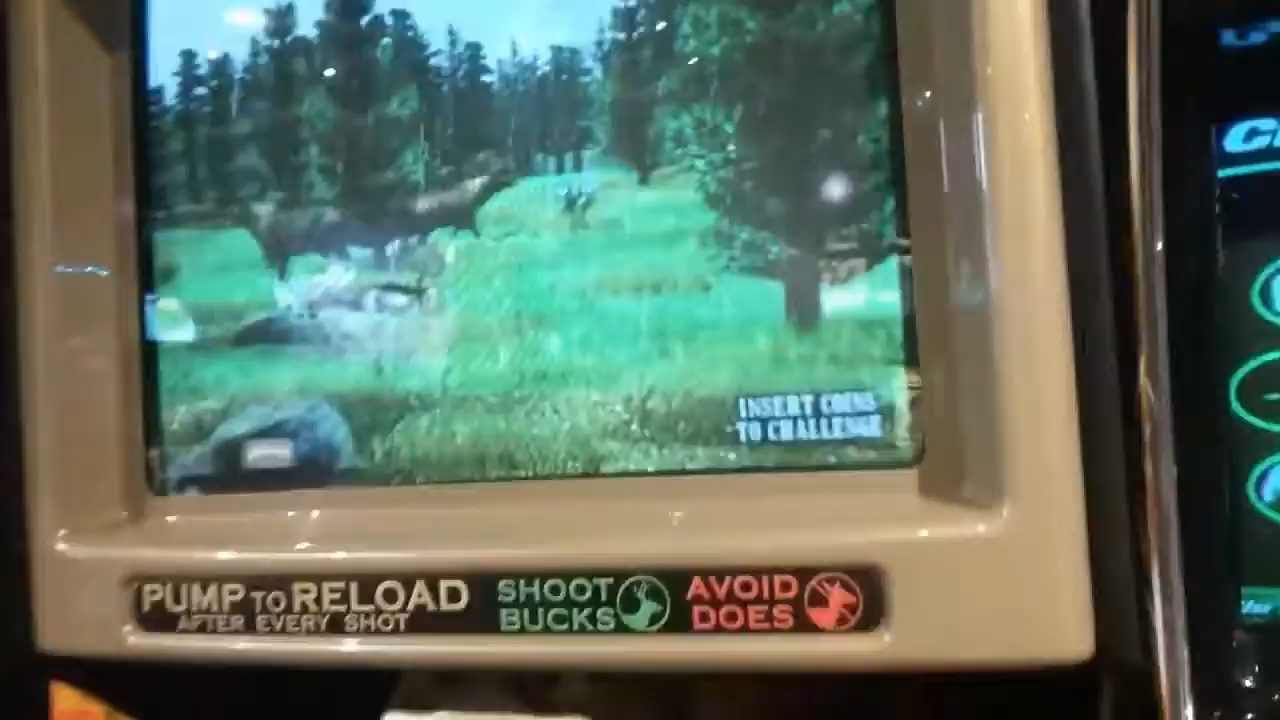 INSERT COINS
TO CHALLENGE
PUMP TO RELOAD
AFTER EVERY SHOT
SHOOT
BUCKS
AVOID
DOES